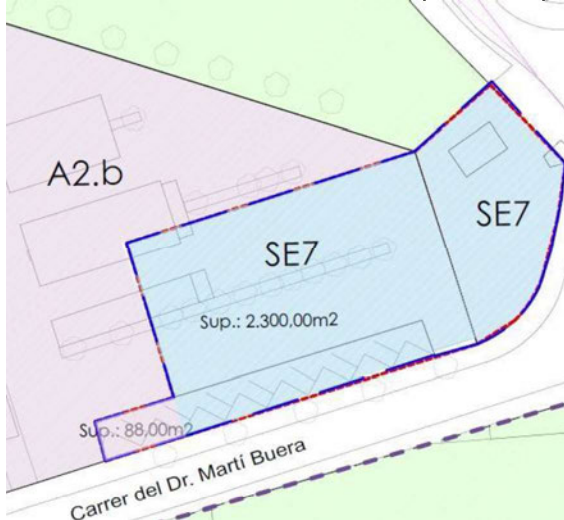 A2.b
SE7
SE7
Sup.: 2.300,00m2
Sup.: 88,00m2
Carrer del Dr. Martí Buera